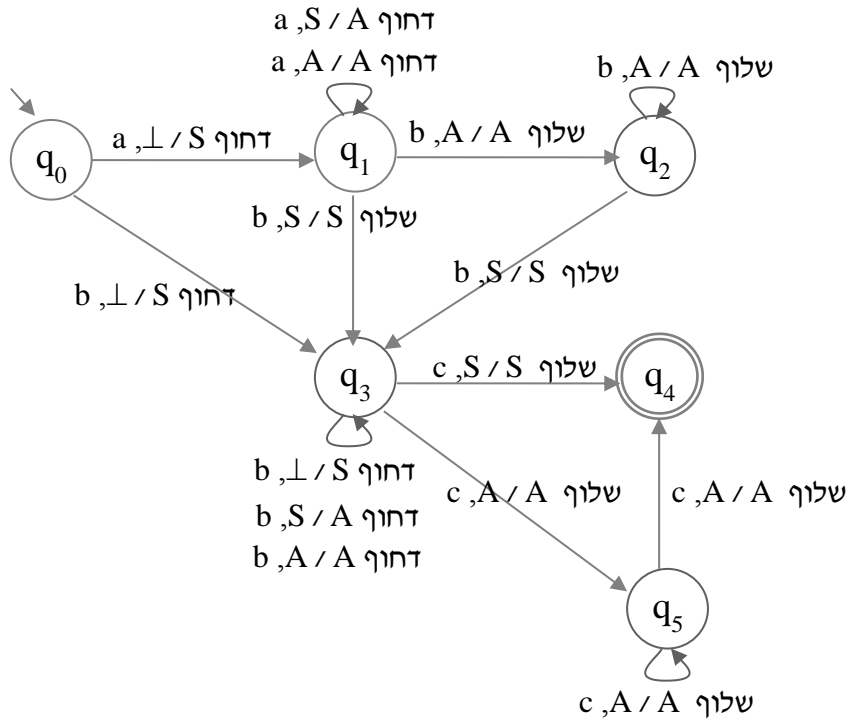 a ,S / A דחוף
a ,A / A דחוף
b ,A / A שלוף
a ,⊥ / S דחוף
b ,A / A שלוף
q0
q1
q2
b ,S / S שלוף
b ,S / S שלוף
b ,⊥ / S דחוף
c ,S / S שלוף
q3
q4
b ,⊥ / S דחוף
b ,S / A דחוף
b ,A / A דחוף
c ,A / A שלוף
c ,A / A שלוף
q5
c ,A / A שלוף